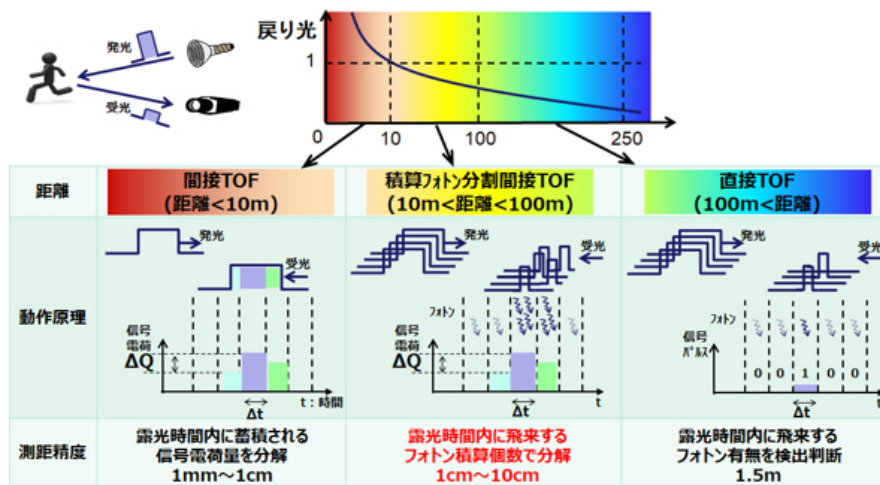 発光
受光
戻り光
1
0
10
100
250
距離
間接TOF
(距離<10m)
積算フォトン分割間接TOF
(10m<距離<100m)
直接TOF
(100m<距離)
動作原理
発光
受光
信号
電荷
ΔQ
Δt
t:時間
発光
受光
フォトン
信号
電荷
ΔQ
Δt
t
発光
受光
フォトン
信号
パルス
0 0 1 0 0
Δt
t
測距精度
露光時間内に蓄積される
信号電荷量を分解
1mm～1cm
露光時間内に飛来する
フォトン積算個数で分解
1cm～10cm
露光時間内に飛来する
フォトン有無を検出判断
1.5m